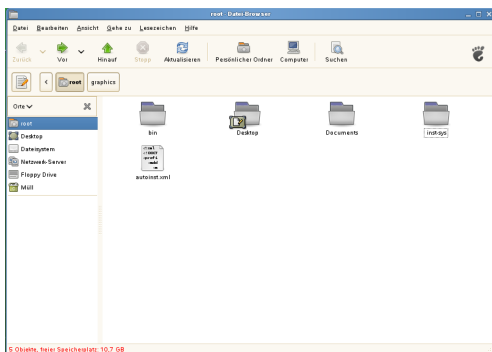 root - Datei-Browser
Datei Bearbeiten Ansicht Gehe zu Lesezeichen Hilfe
Zurück Vor Hinauf Stopp Aktualisieren Persönlicher Ordner Computer Suchen
root graphics
Orte
root
Desktop
Dateisystem
Netzwerk-Server
Floppy Drive
Müll
bin Desktop Documents inst-sys
autoinst.xml
5 Objekte, freier Speicherplatz: 10,7 GB